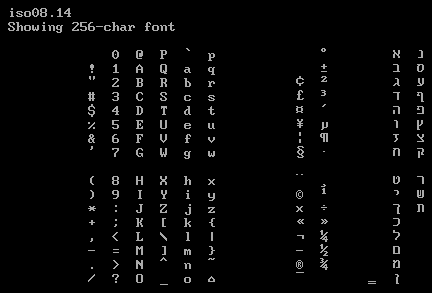 iso08.14
Showing 256-char font
0 @ P ` p ° א נ
! 1 A Q a q ± ב ס
" 2 B R b r ¢ ² ג ע
# 3 C S c s £ ³ ד ף
$ 4 D T d t ¤ ´ ה פ
% 5 E U e u ¥ µ ו ץ
& 6 F V f v ¦ ¶ ז צ
' 7 G W g w § · ח ק
( 8 H X h x ¨ ¸ ט ר
) 9 I Y i y © ¹ י ש
* : J Z j z × ÷ ך ת
+ ; K [ k { « » כ
, < L \ l | ¬ ¼ ל
- = M ] m } - ½ ם
. > N ^ n ~ ® ¾ מ
/ ? O _ o ⌂ ¯ ‗ ן